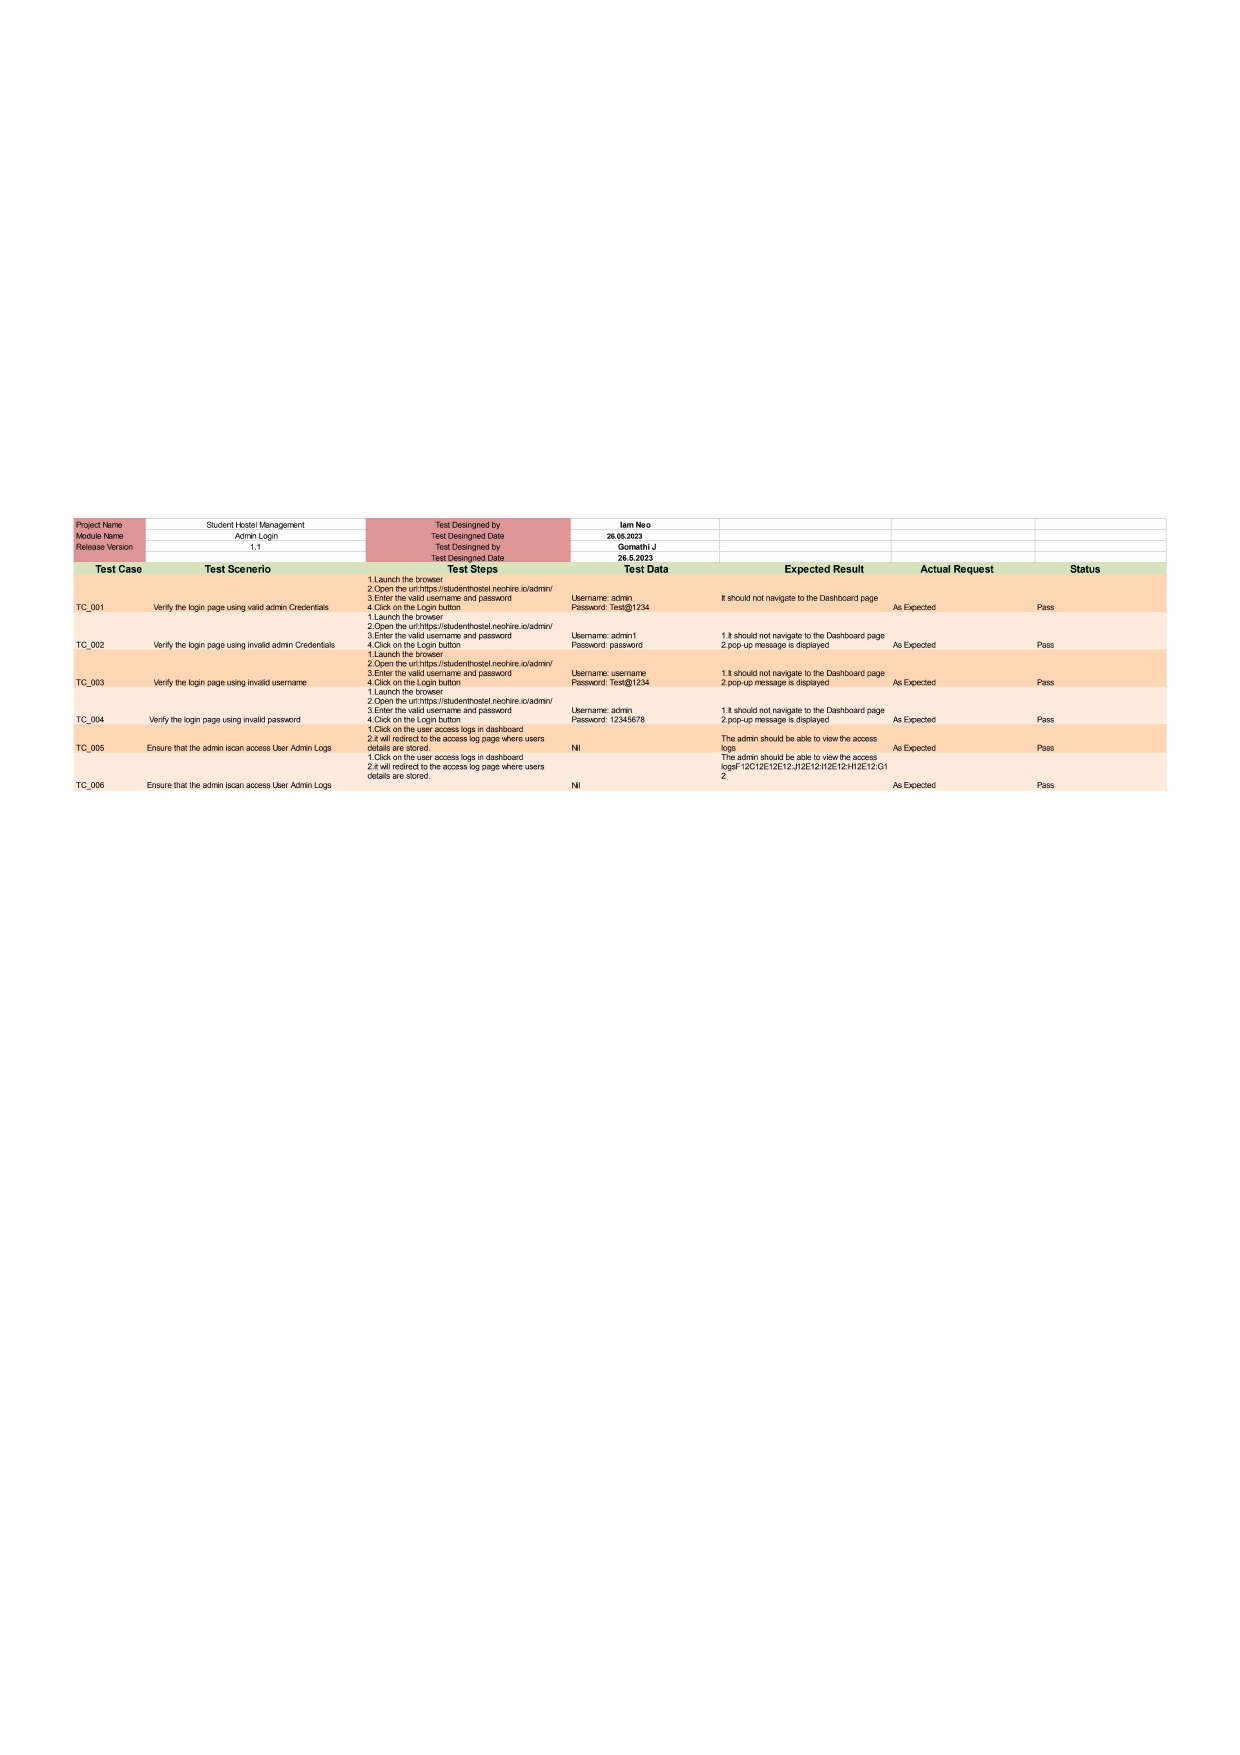 Project Name Student Hostel Management Test Desingned by Iam Neo
Module Name Admin Login Test Desingned Date 26.05.2023
Release Version 1.1 Test Desingned by Gomathi J
Test Desingned Date 26.5.2023
Test Case Test Scenerio Test Steps Test Data Expected Result Actual Request Status
1.Launch the browser
2.Open the url:https://studenthostel.neohire.io/admin/
3.Enter the valid username and password Username: admin It should not navigate to the Dashboard page
TC_001 Verify the login page using valid admin Credentials 4.Click on the Login button Password: Test@1234 As Expected Pass
1.Launch the browser
2.Open the url:https://studenthostel.neohire.io/admin/
3.Enter the valid username and password Username: admin1 1.It should not navigate to the Dashboard page
TC_002 Verify the login page using invalid admin Credentials 4.Click on the Login button Password: password 2.pop-up message is displayed As Expected Pass
1.Launch the browser
2.Open the url:https://studenthostel.neohire.io/admin/
3.Enter the valid username and password Username: username 1.It should not navigate to the Dashboard page
TC_003 Verify the login page using invalid username 4.Click on the Login button Password: Test@1234 2.pop-up message is displayed As Expected Pass
1.Launch the browser
2.Open the url:https://studenthostel.neohire.io/admin/
3.Enter the valid username and password Username: admin 1.It should not navigate to the Dashboard page
TC_004 Verify the login page using invalid password 4.Click on the Login button Password: 12345678 2.pop-up message is displayed As Expected Pass
1.Click on the user access logs in dashboard
2.it will redirect to the access log page where users The admin should be able to view the access
TC_005 Ensure that the admin iscan access User Admin Logs details are stored. Nil logs As Expected Pass
1.Click on the user access logs in dashboard The admin should be able to view the access
2.it will redirect to the access log page where users logsF12C12E12E12:J12E12:I12E12:H12E12:G1
details are stored. 2
TC_006 Ensure that the admin iscan access User Admin Logs Nil As Expected Pass